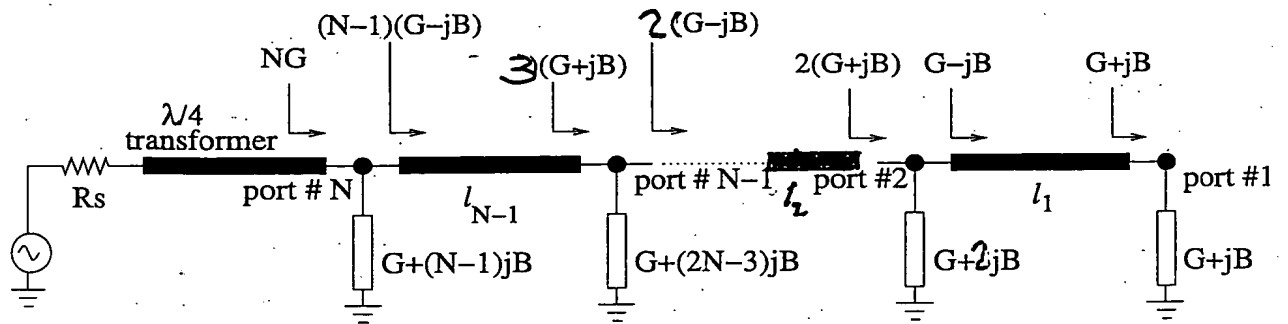 (N−1)(G−jB)
2(G−jB)
NG
3(G+jB)
2(G+jB)
G−jB
G+jB
λ/4
transformer
Rs
port # N
l_{N−1}
port # N-1
l_2
port #2
l_1
port #1
G+(N−1)jB
G+(2N−3)jB
G+2jB
G+jB